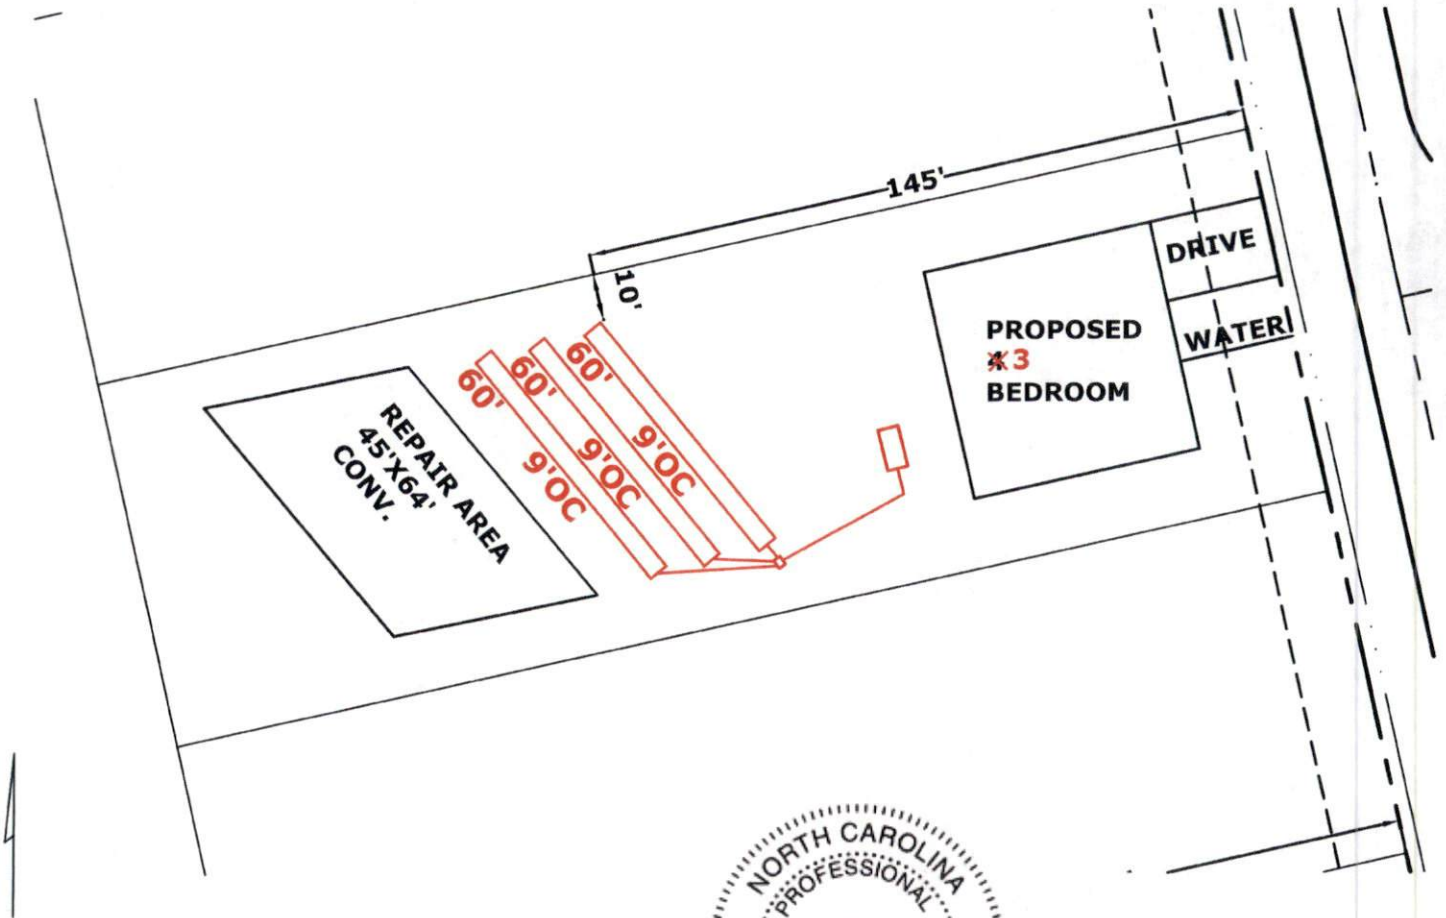 145'
10'
DRIVE
WATER
PROPOSED
4 3
BEDROOM
60'
60'
60'
9'OC
9'OC
9'OC
REPAIR AREA
45'X64'
CONV.
NORTH CAROLINA
PROFESSIONAL